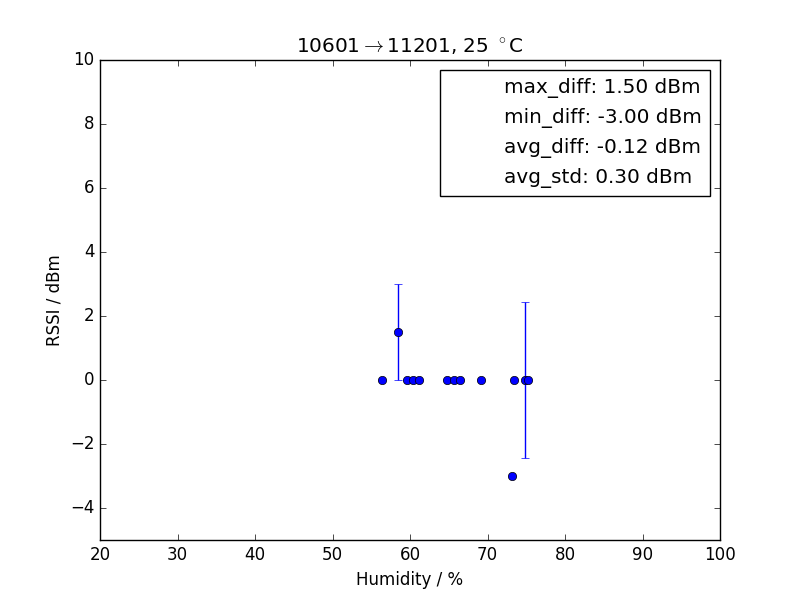 10601→11201, 25 °C
max_diff: 1.50 dBm
min_diff: -3.00 dBm
avg_diff: -0.12 dBm
avg_std: 0.30 dBm
10
8
6
4
2
0
−2
−4
RSSI / dBm
20 30 40 50 60 70 80 90 100
Humidity / %